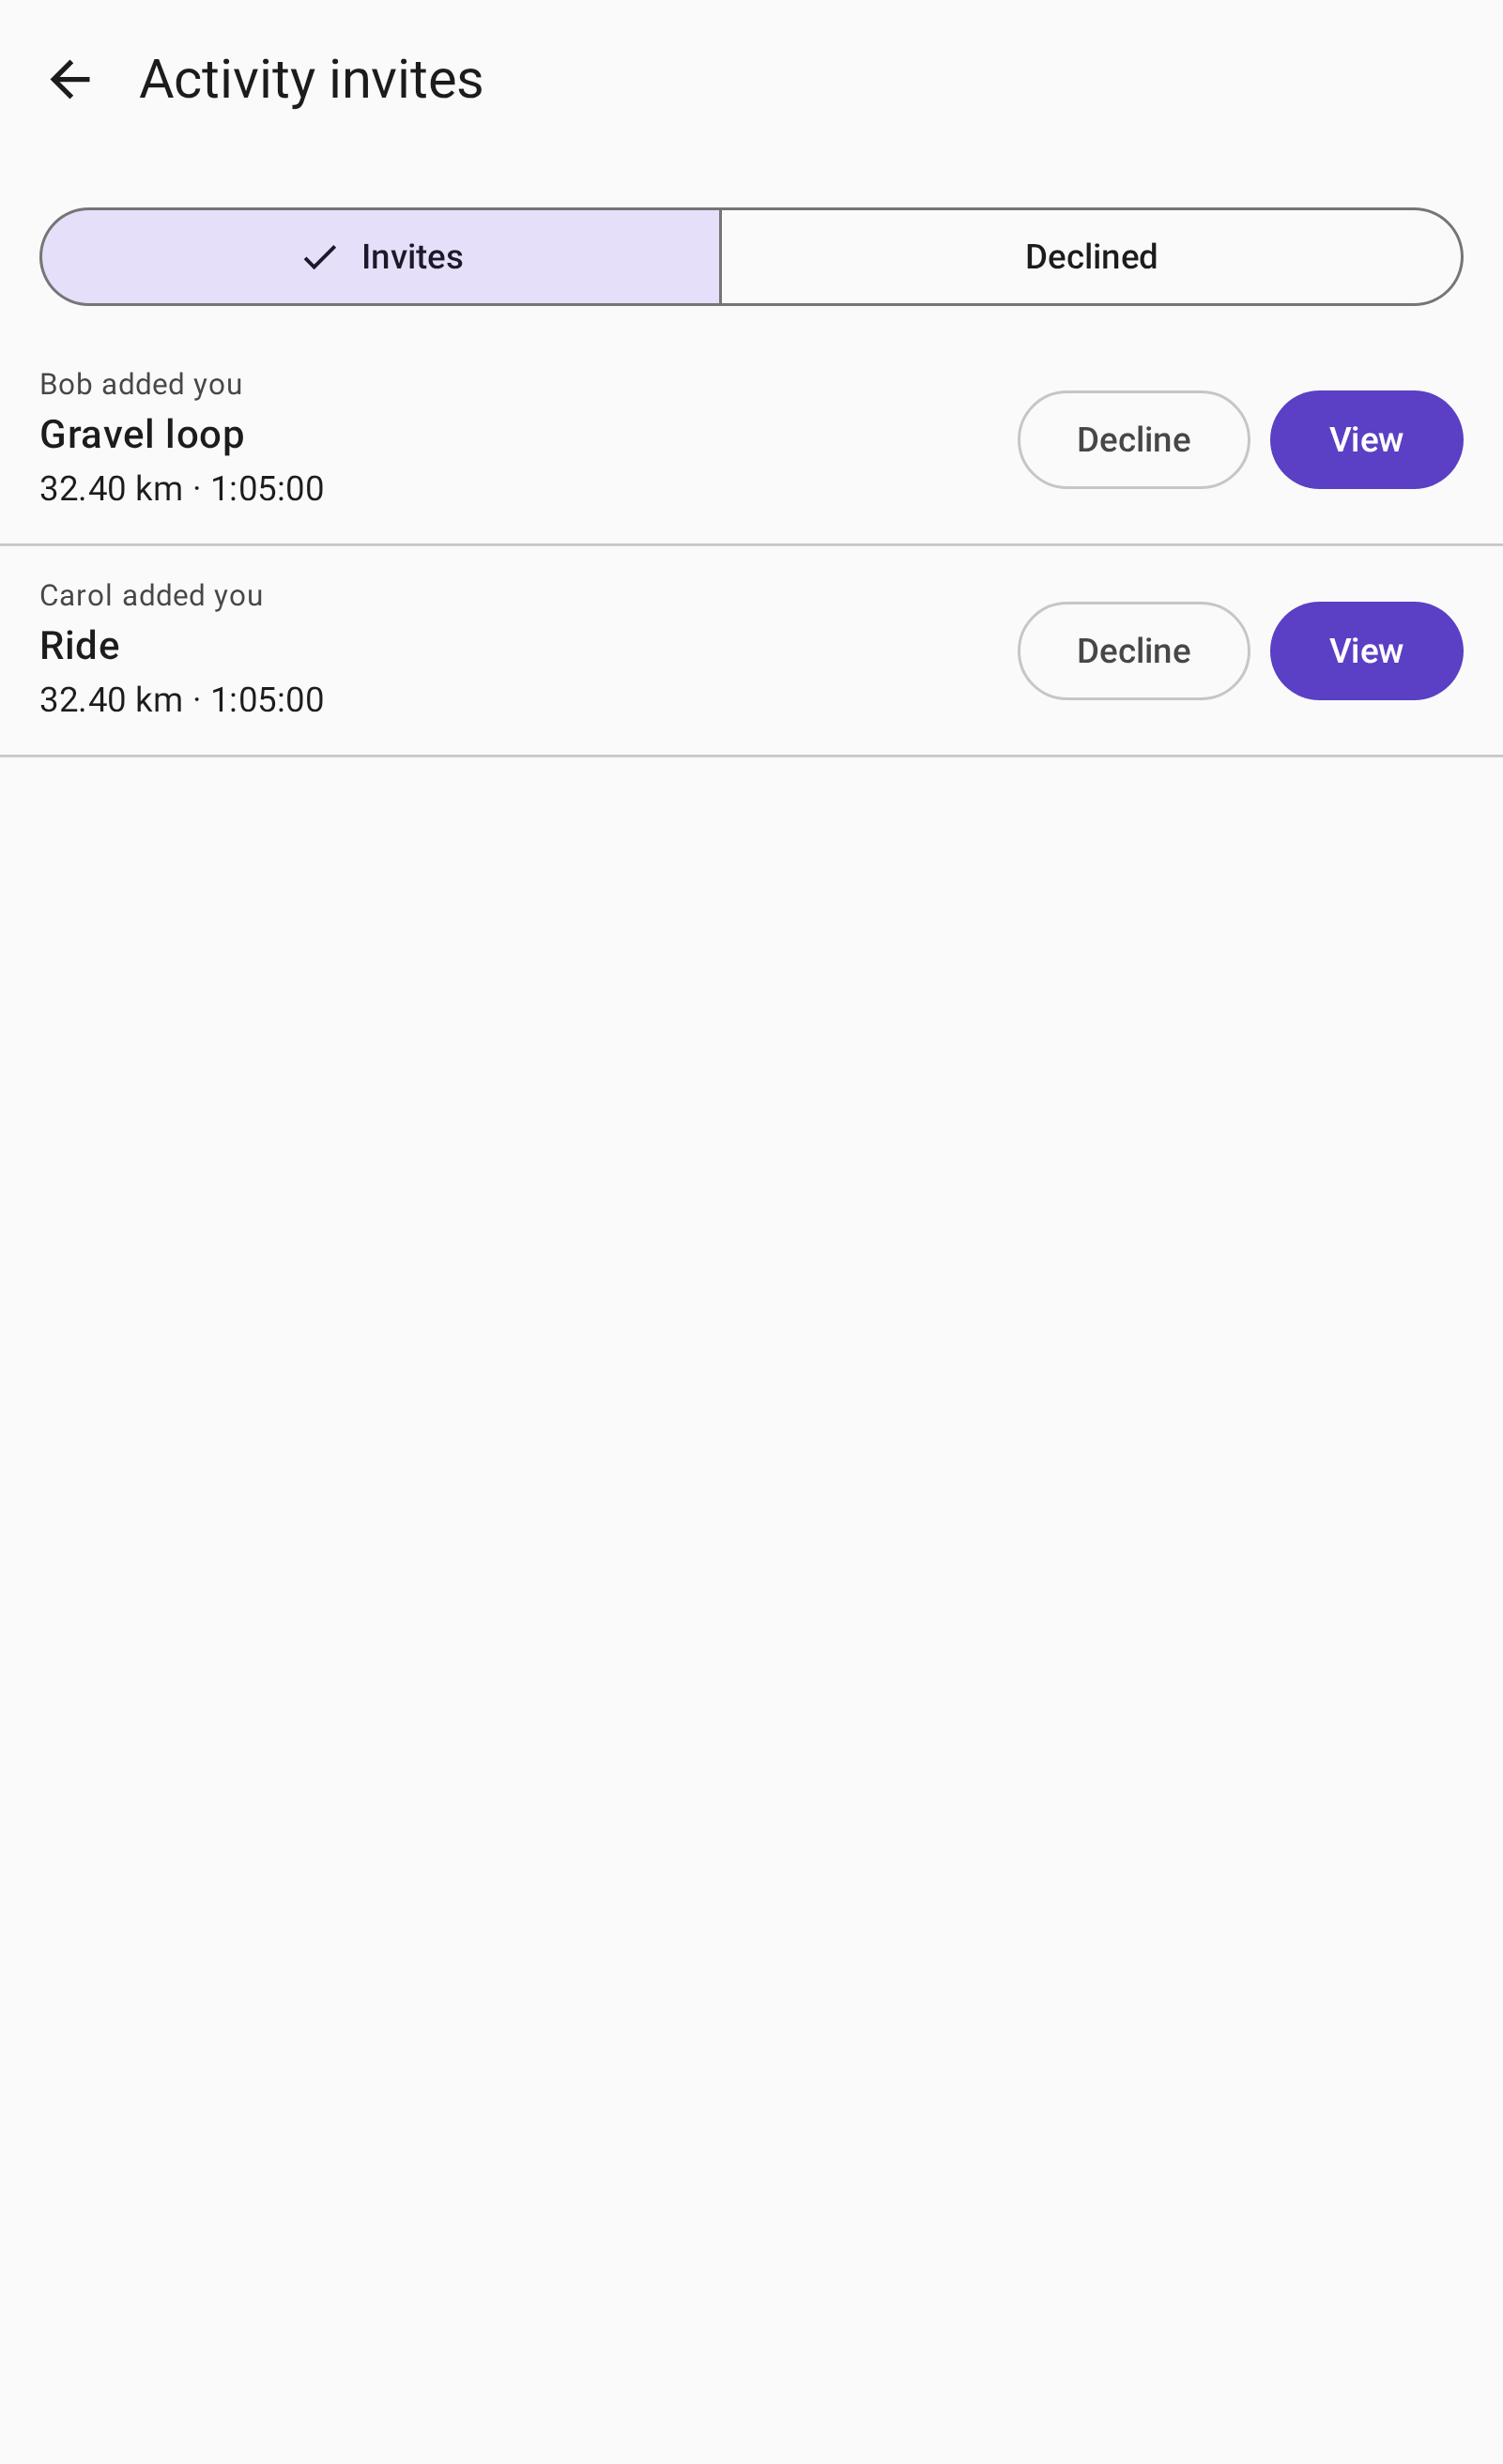 Activity invites
Invites
Declined
Bob added you
Gravel loop
32.40 km · 1:05:00
Decline
View
Carol added you
Ride
32.40 km · 1:05:00
Decline
View